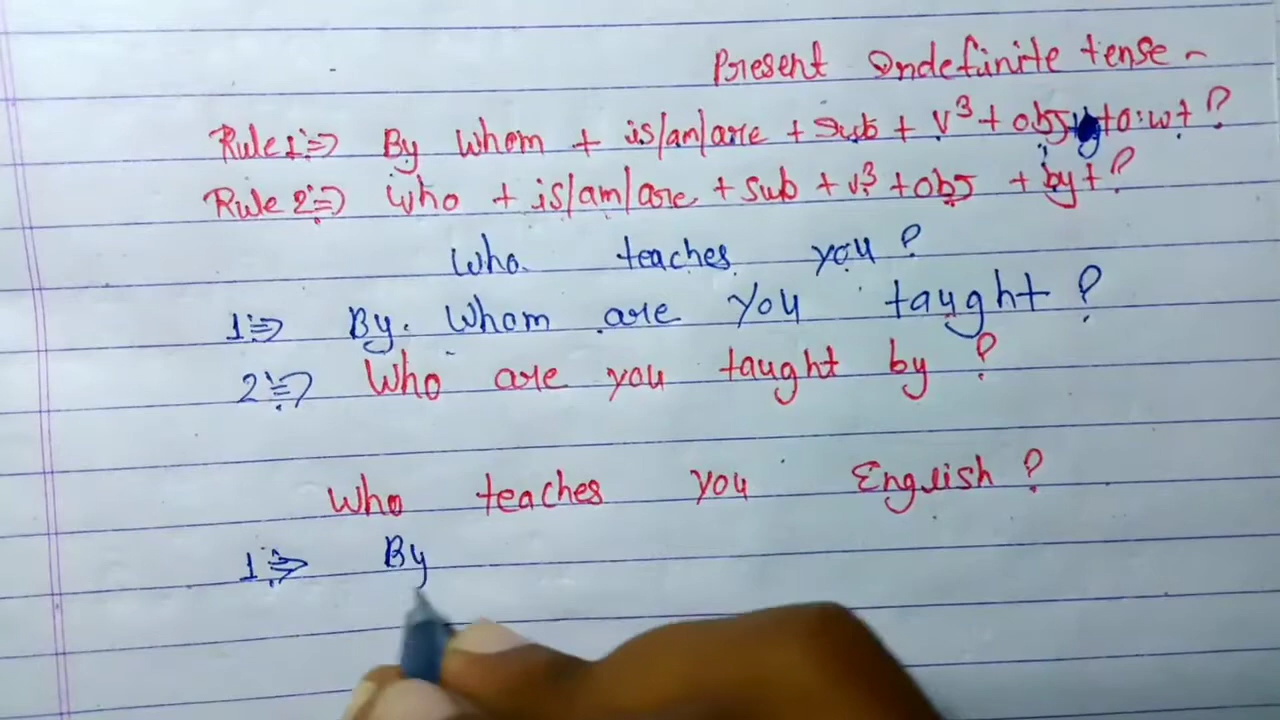 Present Indefinite tense -
Rule 1 ⇒ By Whom + is/am/are + Sub + V³ + obj + o.wt ?
Rule 2 ⇒ Who + is/am/are + sub + v³ + obj + by + ?
Who teaches you ?
1 ⇒ By Whom are you taught ?
2 ⇒ Who are you taught by ?
Who teaches you English ?
1 ⇒ By